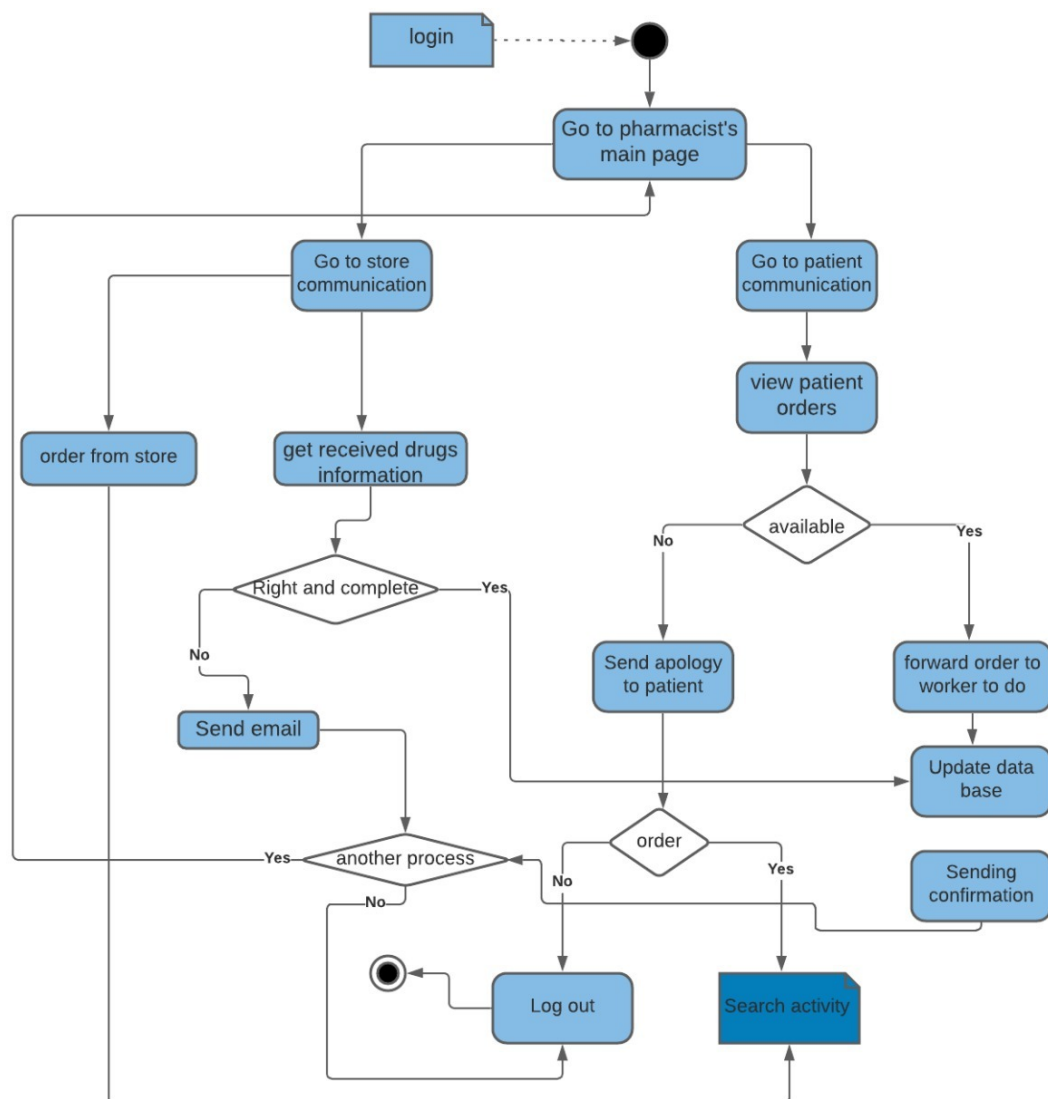 login
Go to pharmacist's
main page
Go to store
communication
Go to patient
communication
view patient
orders
order from store
get received drugs
information
available
No
Yes
Right and complete
Yes
No
Send apology
to patient
forward order to
worker to do
Send email
Update data
base
order
another process
Yes
No
Yes
No
Sending
confirmation
Log out
Search activity